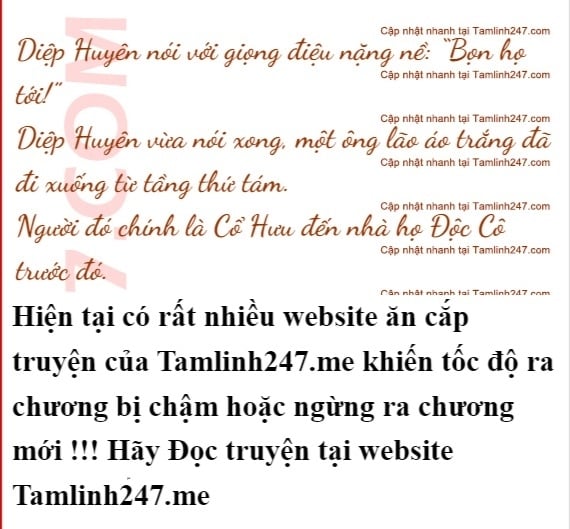 Cập nhật nhanh tại Tamlinh247.com
Diệp Huyên nói với giọng điệu nặng nề: “Bọn họ
Cập nhật nhanh tại Tamlinh247.com
tới!”
Cập nhật nhanh tại Tamlinh247.com
Diệp Huyên vừa nói xong, một ông lão áo trắng đã
Cập nhật nhanh tại Tamlinh247.com
đi xuống từ tầng thứ tám.
Cập nhật nhanh tại Tamlinh247.com
Người đó chính là Cổ Hưu đến nhà họ Độc Cô
Cập nhật nhanh tại Tamlinh247.com
trước đó.
Cập nhật nhanh tại Tamlinh247.com
7.COM
Hiện tại có rất nhiều website ăn cắp
truyện của Tamlinh247.me khiến tốc độ ra
chương bị chậm hoặc ngừng ra chương
mới !!! Hãy Đọc truyện tại website
Tamlinh247.me